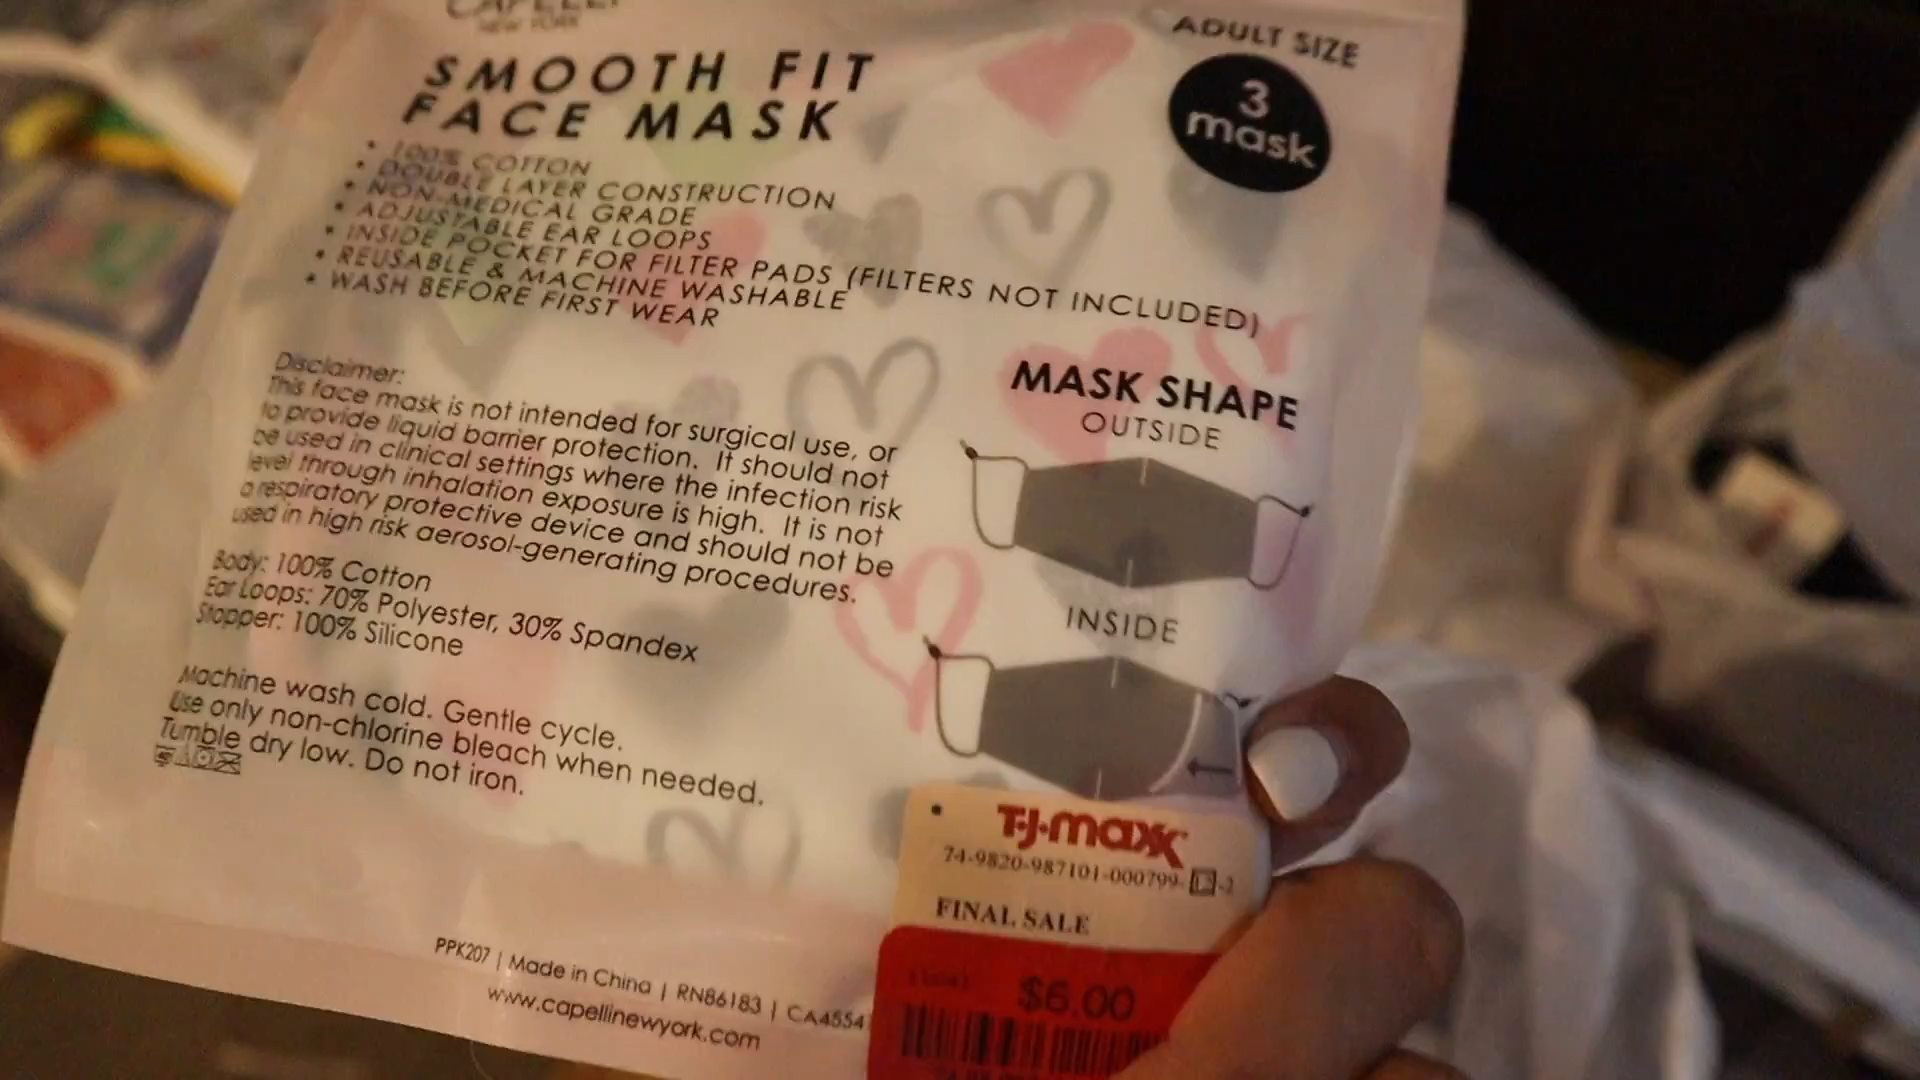 CAPELLI
NEW YORK
SMOOTH FIT
FACE MASK
• 100% COTTON
• DOUBLE LAYER CONSTRUCTION
• NON-MEDICAL GRADE
• ADJUSTABLE EAR LOOPS
• INSIDE POCKET FOR FILTER PADS (FILTERS NOT INCLUDED)
• REUSABLE & MACHINE WASHABLE
• WASH BEFORE FIRST WEAR
ADULT SIZE
3
mask
Disclaimer:
This face mask is not intended for surgical use, or
to provide liquid barrier protection. It should not
be used in clinical settings where the infection risk
level through inhalation exposure is high. It is not
a respiratory protective device and should not be
used in high risk aerosol-generating procedures.
Body: 100% Cotton
Ear Loops: 70% Polyester, 30% Spandex
Stopper: 100% Silicone
Machine wash cold. Gentle cycle.
Use only non-chlorine bleach when needed.
Tumble dry low. Do not iron.
MASK SHAPE
OUTSIDE
INSIDE
T·J·maxx
74-9820-987101-000799-
-2
FINAL SALE
$6.00
PPK207 | Made in China | RN86183 | CA4554
www.capellinewyork.com